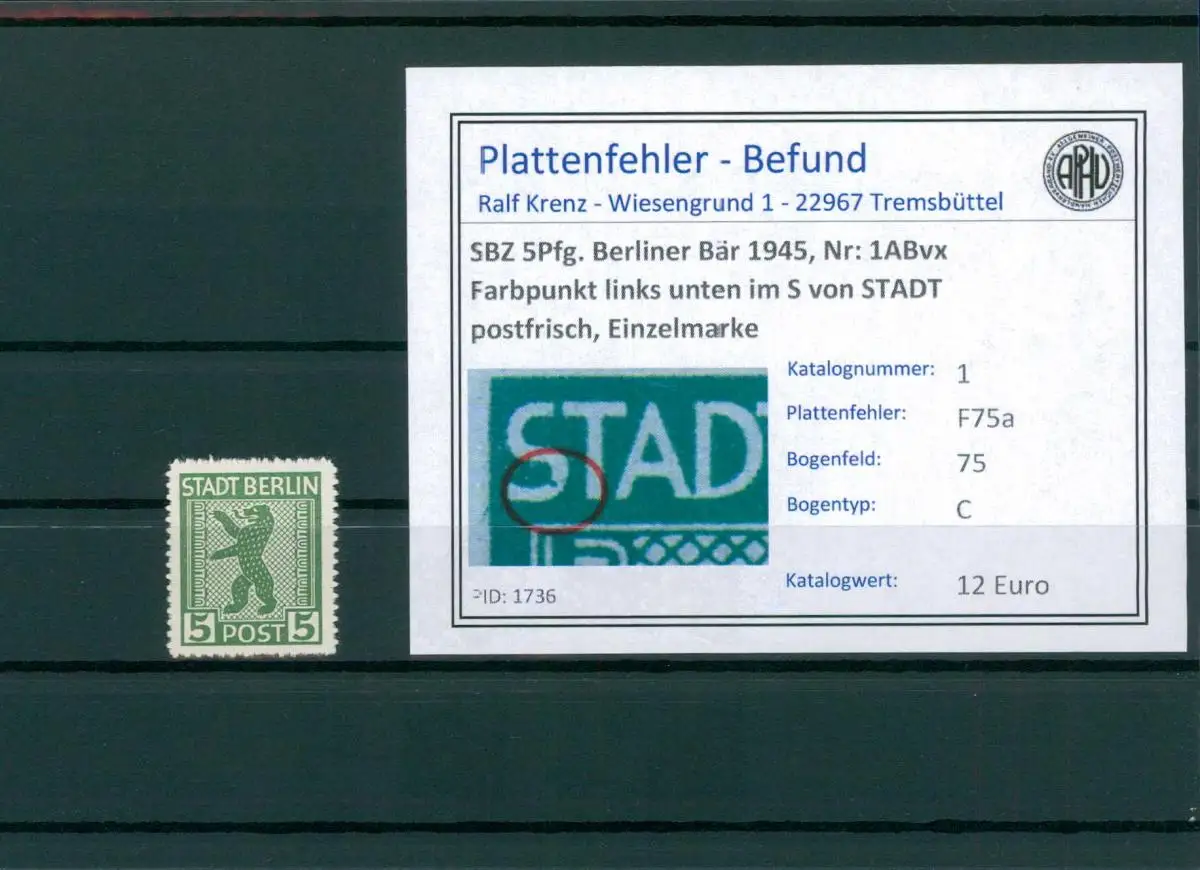 STADT BERLIN
5 POST 5
Plattenfehler - Befund
Ralf Krenz - Wiesengrund 1 - 22967 Tremsbüttel
APHV
SBZ 5Pfg. Berliner Bär 1945, Nr: 1ABvx
Farbpunkt links unten im S von STADT
postfrisch, Einzelmarke
STADT
Katalognummer: 1
Plattenfehler: F75a
Bogenfeld: 75
Bogentyp: C
Katalogwert: 12 Euro
PID: 1736